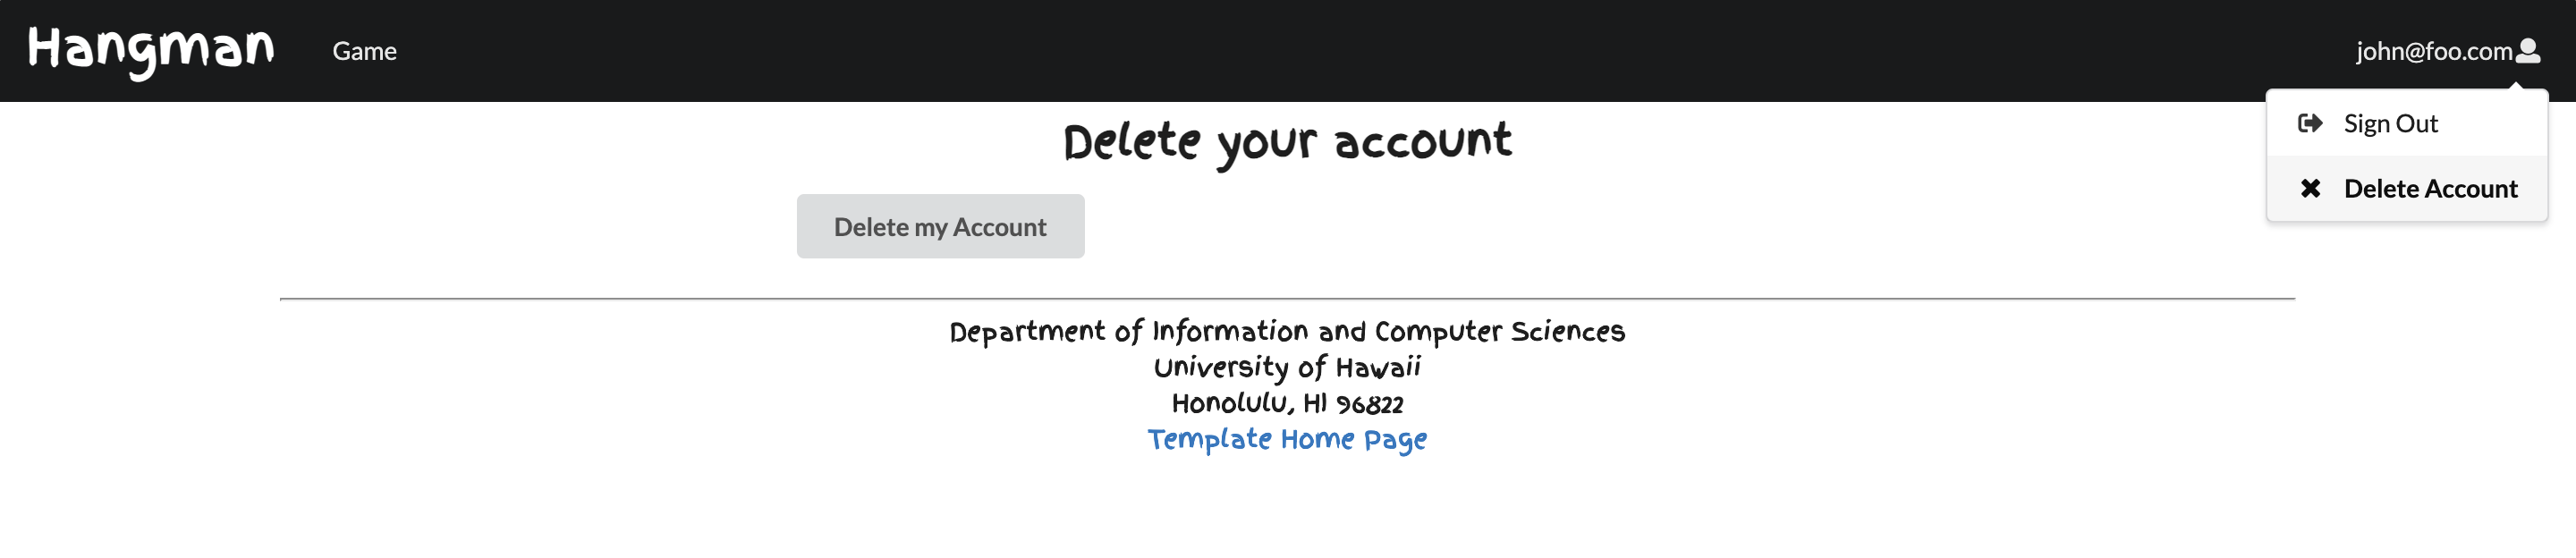 Hangman
Game
john@foo.com
Sign Out
Delete Account
Delete your account
Delete my Account
Department of Information and Computer Sciences
University of Hawaii
Honolulu, HI 96822
Template Home Page